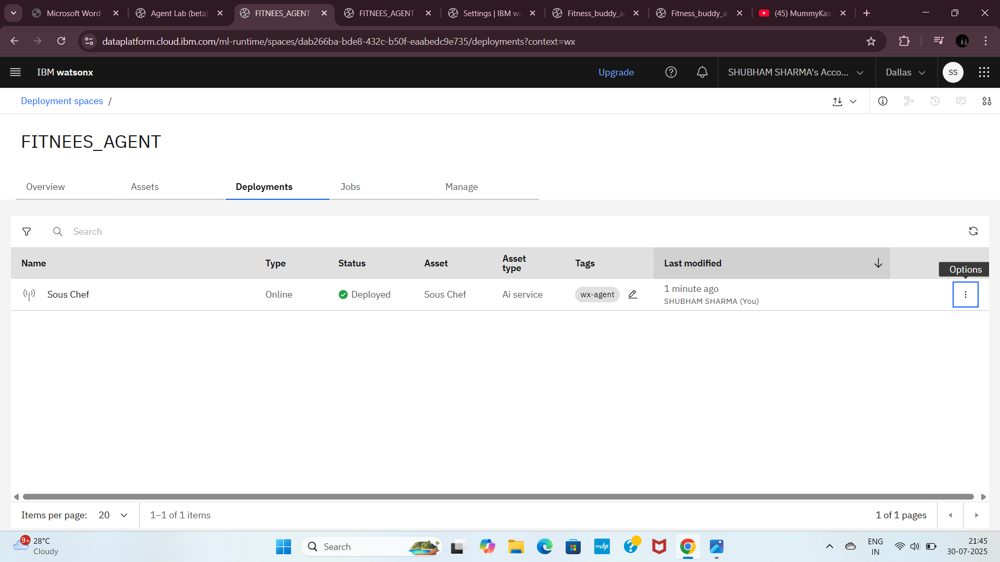 Microsoft Word -
Agent Lab (beta)
FITNEES_AGENT
FITNEES_AGENT -
Settings | IBM wa
Fitness_buddy_a
Fitness_buddy_a
(45) MummyKas
dataplatform.cloud.ibm.com/ml-runtime/spaces/dab266ba-bde8-432c-b50f-eaabedc9e735/deployments?context=wx
IBM watsonx
Upgrade
SHUBHAM SHARMA's Acco...
Dallas
SS
Deployment spaces /
FITNEES_AGENT
Overview
Assets
Deployments
Jobs
Manage
Search
Name
Type
Status
Asset
Asset
type
Tags
Last modified
Options
Sous Chef
Online
Deployed
Sous Chef
Ai service
wx-agent
1 minute ago
SHUBHAM SHARMA (You)
Items per page: 20
1–1 of 1 items
1 of 1 pages
9+
28°C
Cloudy
Search
myhp
ENG
IN
21:45
30-07-2025